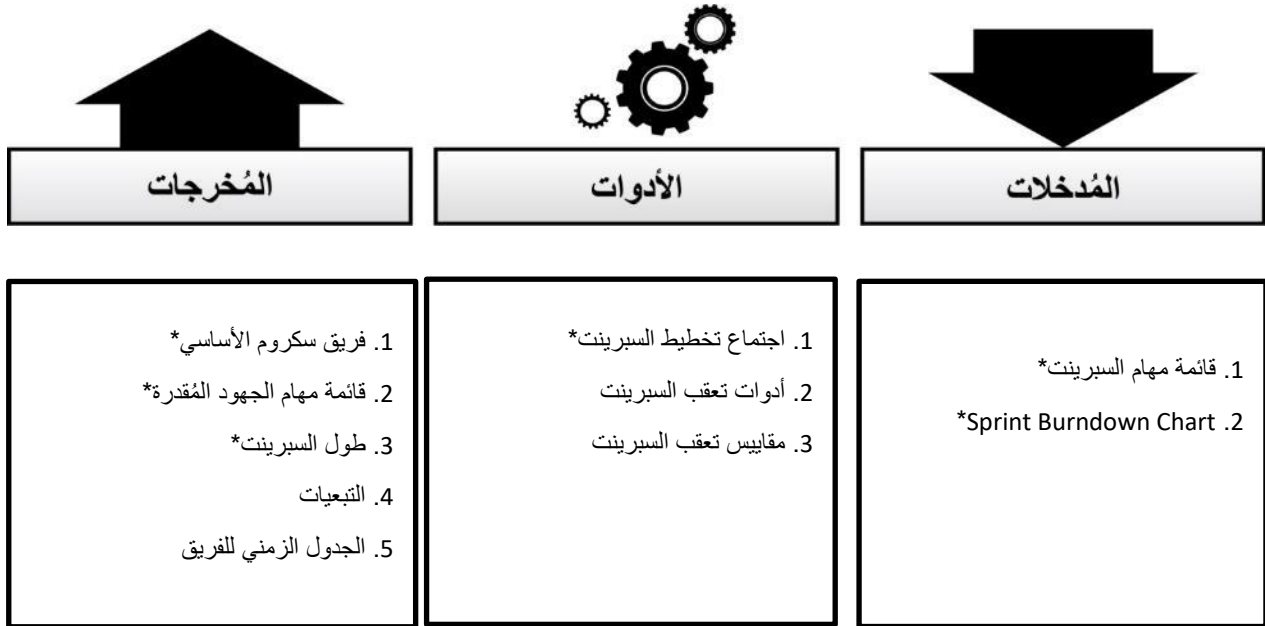 المُدخلات
1. قائمة مهام السبرينت*
2. Sprint Burndown Chart*
الأدوات
1. اجتماع تخطيط السبرينت*
2. أدوات تعقب السبرينت
3. مقاييس تعقب السبرينت
المُخرجات
1. فريق سكروم الأساسي*
2. قائمة مهام الجهود المُقدرة*
3. طول السبرينت*
4. التبعيات
5. الجدول الزمني للفريق